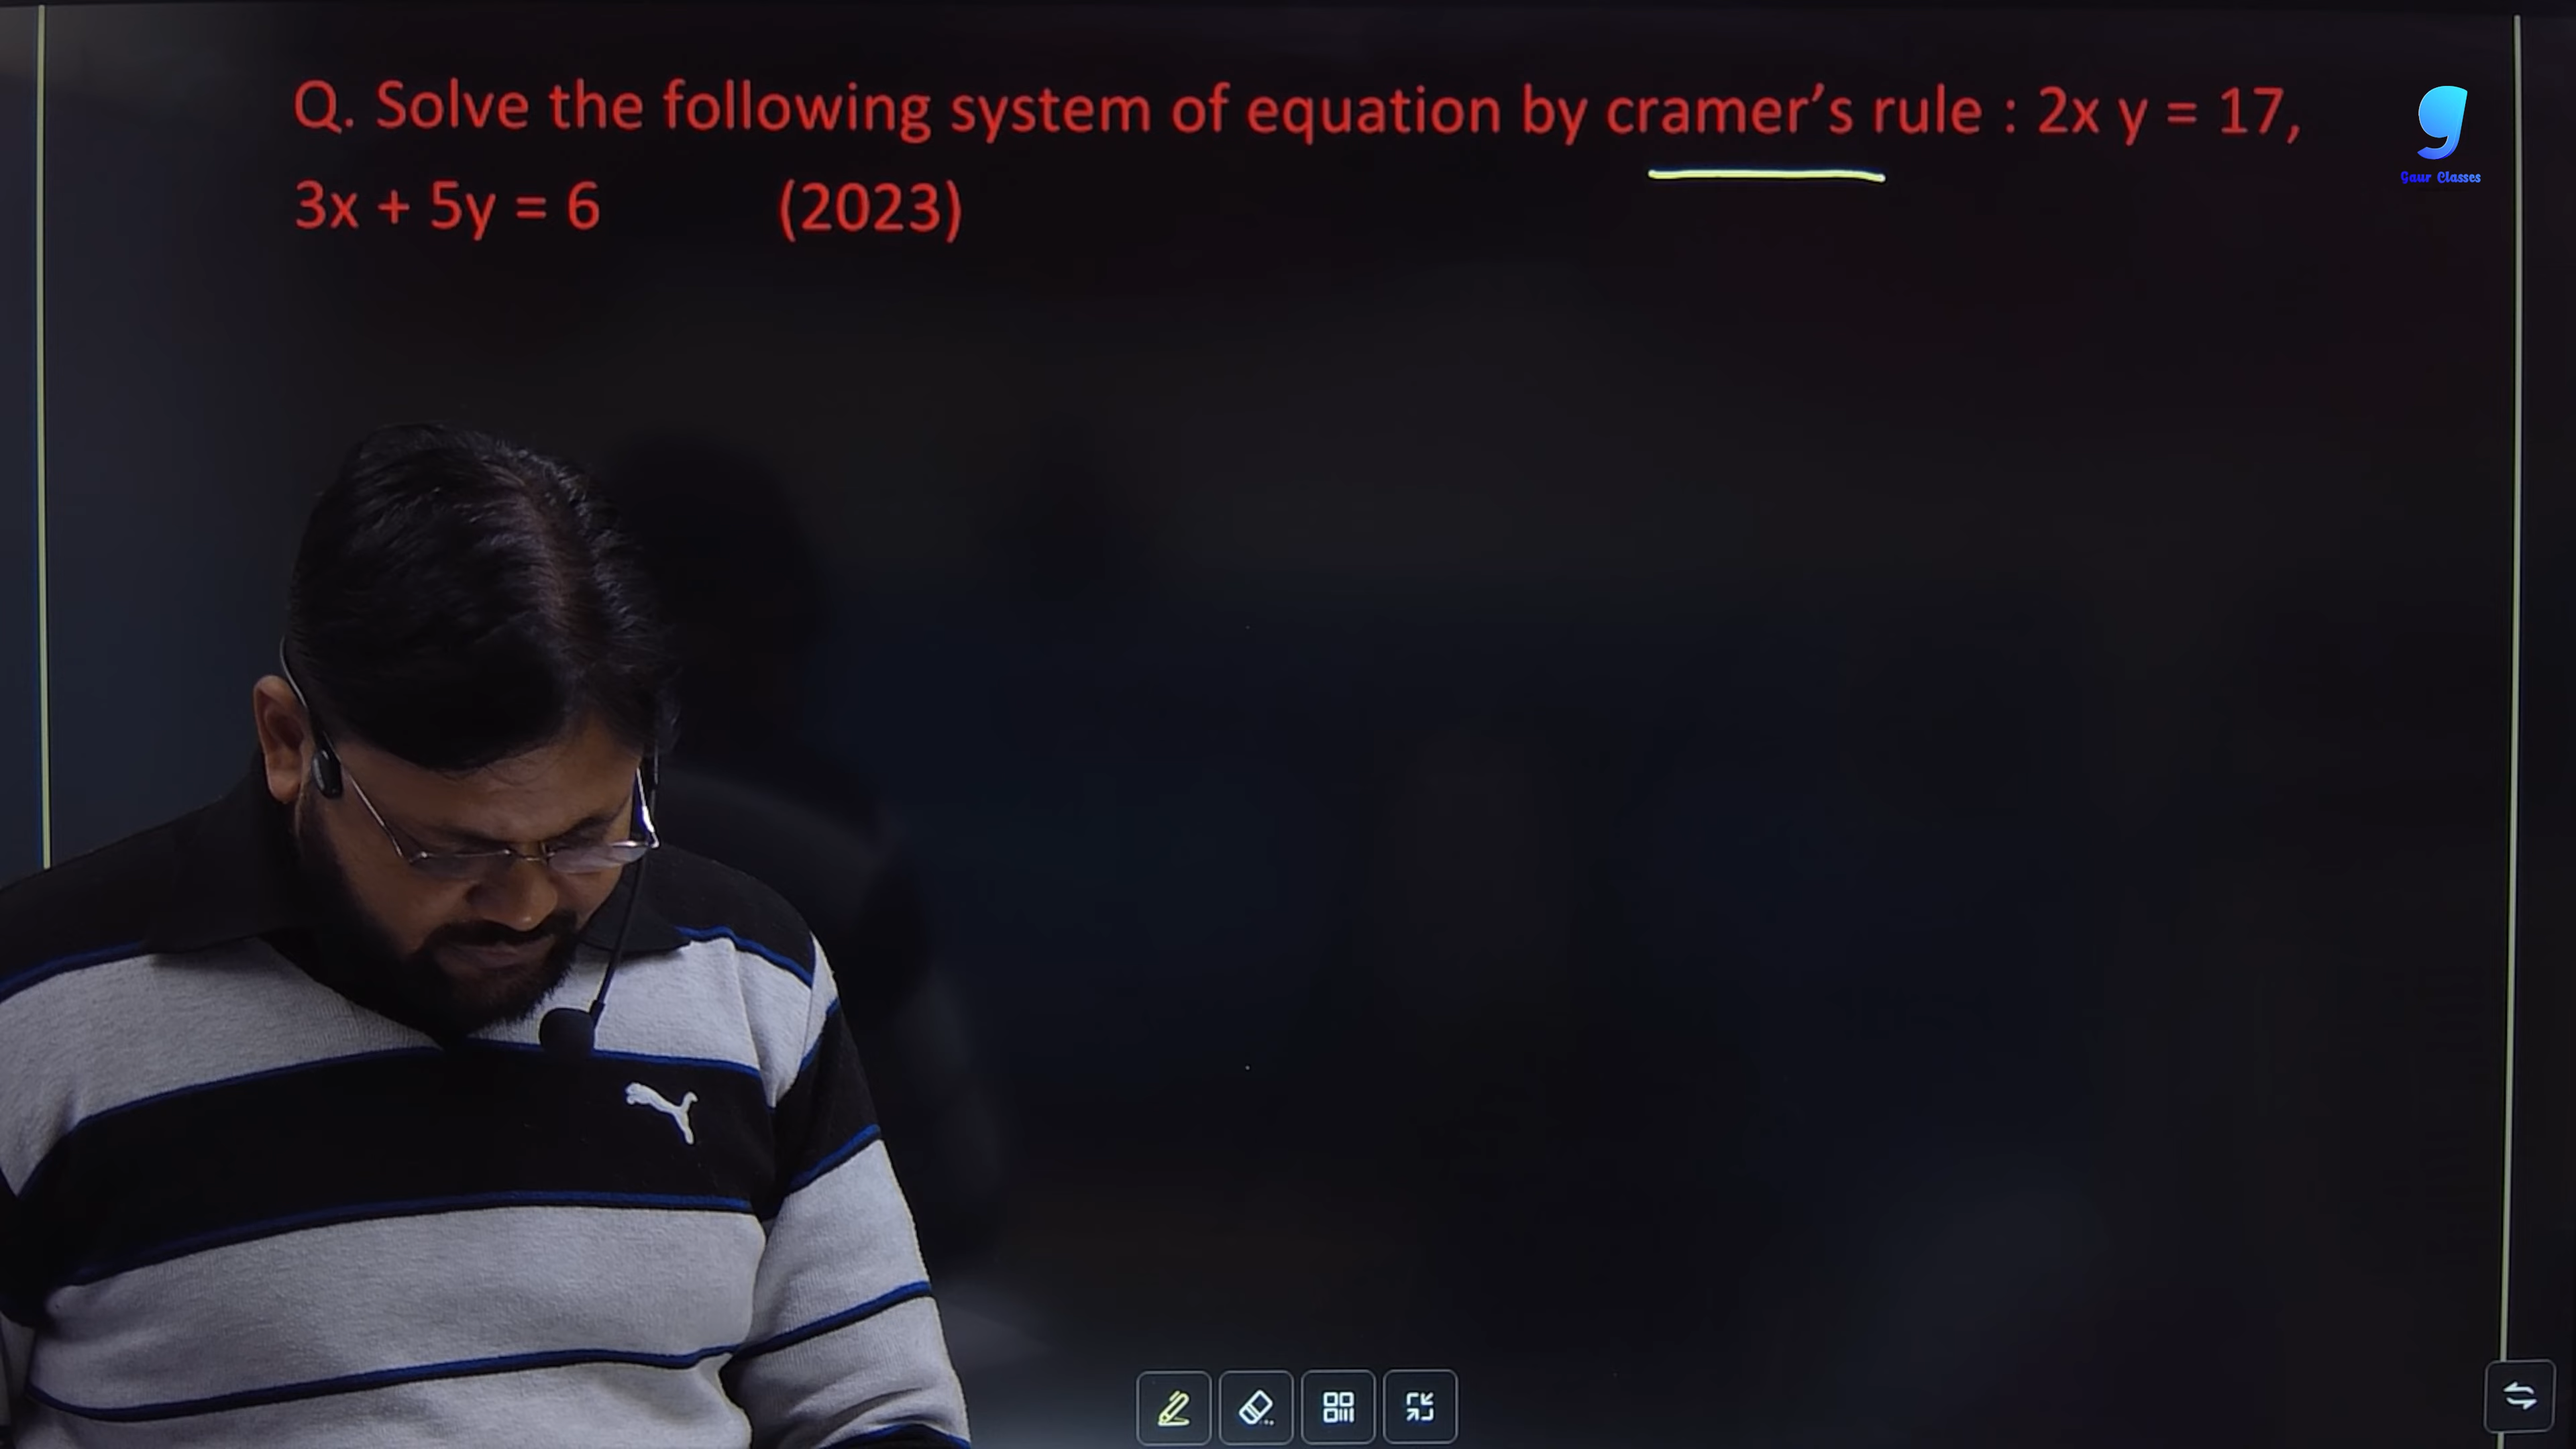 Q. Solve the following system of equation by cramer’s rule : 2x y = 17,
3x + 5y = 6 (2023)
g
Gaur Classes